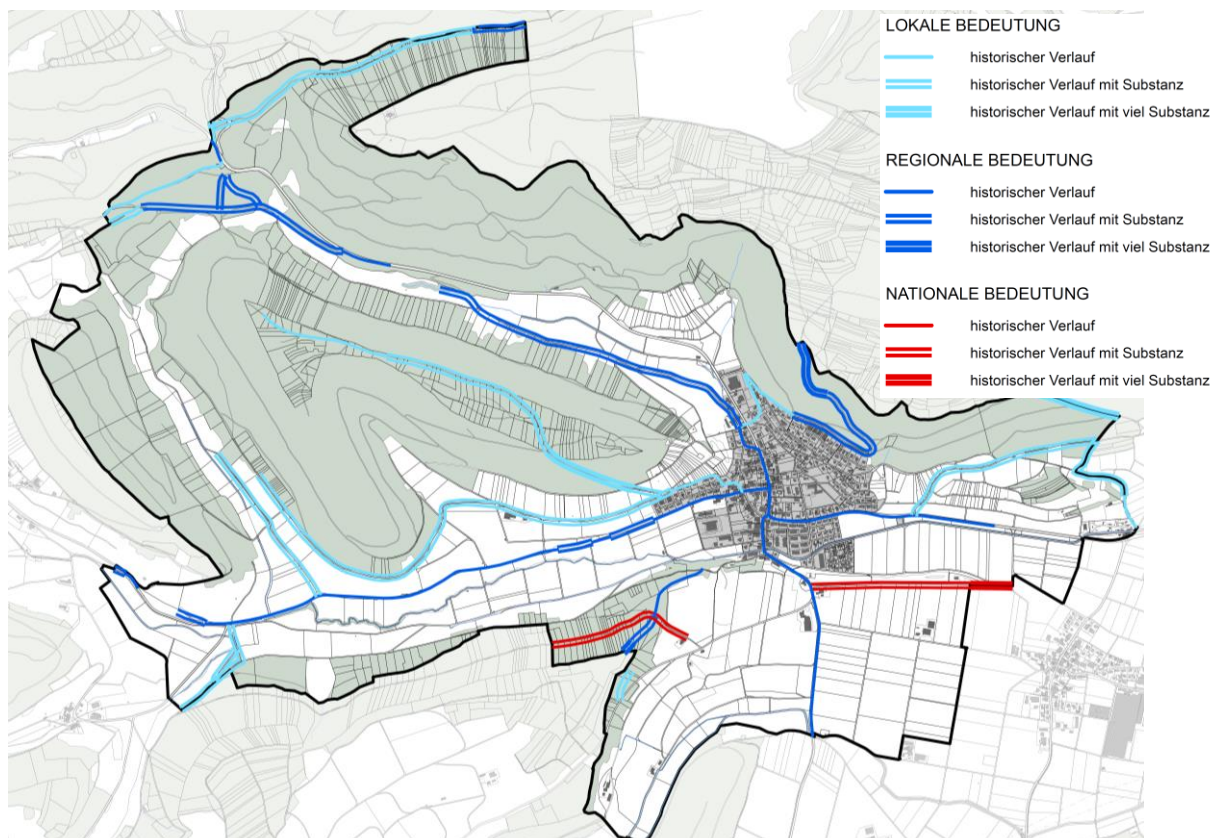 LOKALE BEDEUTUNG
historischer Verlauf
historischer Verlauf mit Substanz
historischer Verlauf mit viel Substanz
REGIONALE BEDEUTUNG
historischer Verlauf
historischer Verlauf mit Substanz
historischer Verlauf mit viel Substanz
NATIONALE BEDEUTUNG
historischer Verlauf
historischer Verlauf mit Substanz
historischer Verlauf mit viel Substanz